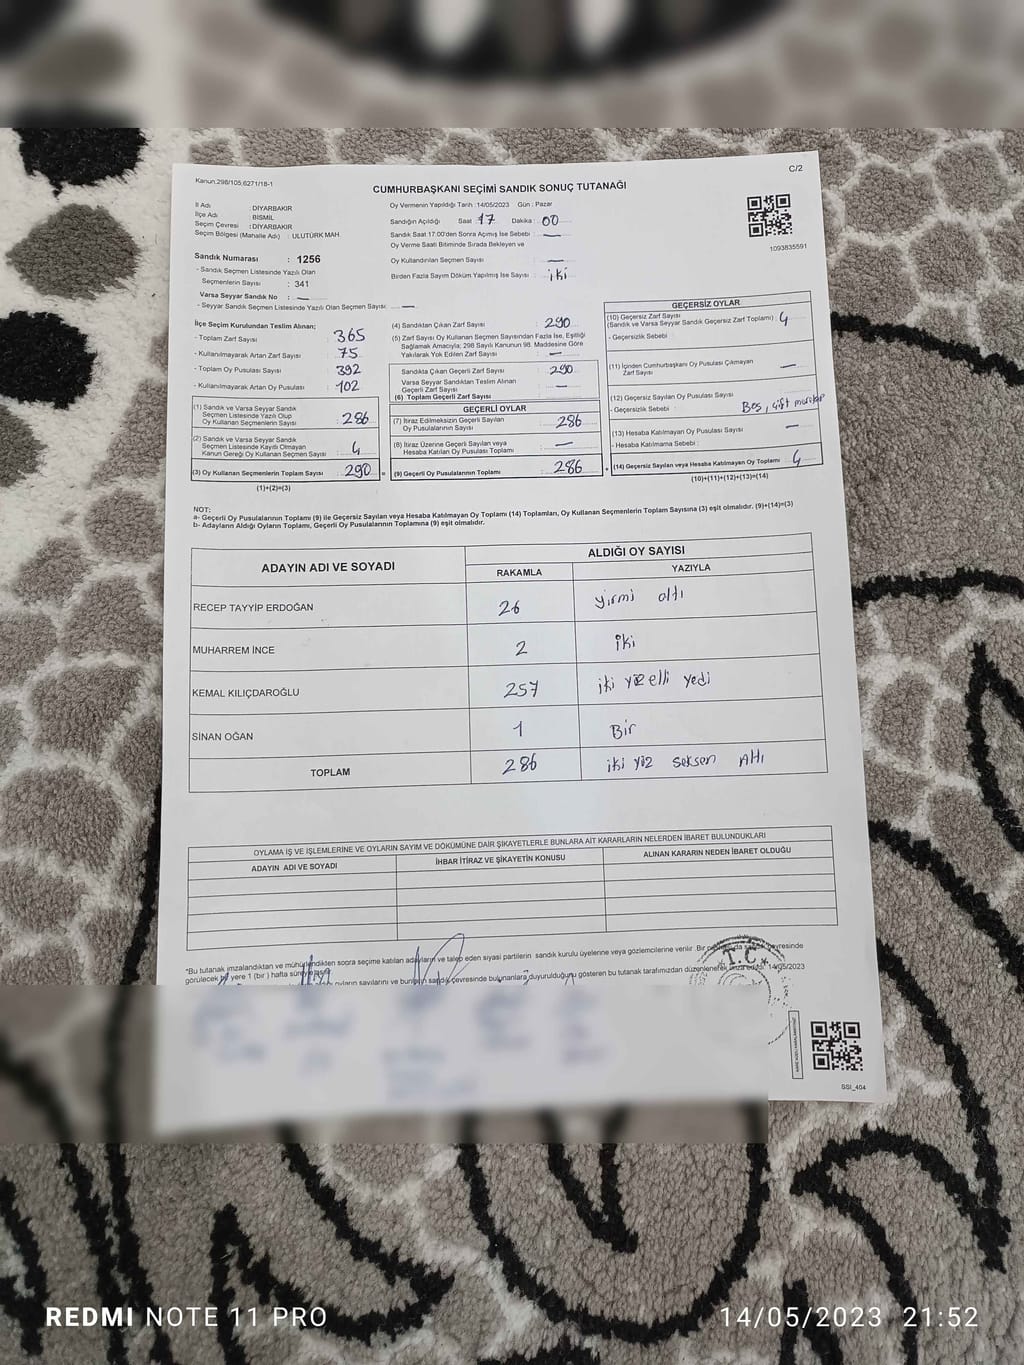 Kanun.298/105;6271/18-1
C/2
CUMHURBAŞKANI SEÇİMİ SANDIK SONUÇ TUTANAĞI
İl Adı : DİYARBAKIR
İlçe Adı : BİSMİL
Seçim Çevresi : DİYARBAKIR
Seçim Bölgesi (Mahalle Adı) : ULUTÜRK MAH.
Sandık Numarası : 1256
- Sandık Seçmen Listesinde Yazılı Olan
Seçmenlerin Sayısı : 341
Varsa Seyyar Sandık No : —
- Seyyar Sandık Seçmen Listesinde Yazılı Olan Seçmen Sayısı: —
Oy Vermenin Yapıldığı Tarih : 14/05/2023 Gün : Pazar
Sandığın Açıldığı Saat 17 Dakika : 00
Sandık Saat 17:00'den Sonra Açımış İse Sebebi : —
Oy Verme Saati Bitiminde Sırada Bekleyen ve
Oy Kullandırılan Seçmen Sayısı : —
Birden Fazla Sayım Döküm Yapılmış İse Sayısı : iki
1093835591
İlçe Seçim Kurulundan Teslim Alınan;
- Toplam Zarf Sayısı : 365
- Kullanılmayarak Artan Zarf Sayısı : 75
- Toplam Oy Pusulası Sayısı : 392
- Kullanılmayarak Artan Oy Pusulası : 102
(1) Sandık ve Varsa Seyyar Sandık
Seçmen Listesinde Yazılı Olup
Oy Kullanan Seçmenlerin Sayısı : 286
(2) Sandık ve Varsa Seyyar Sandık
Seçmen Listesinde Kayıtlı Olmayan
Kanun Gereği Oy Kullanan Seçmenlerin Sayısı : 4
(3) Oy Kullanan Seçmenlerin Toplam Sayısı : 290 =
(1)+(2)=(3)
(4) Sandıktan Çıkan Zarf Sayısı : 290
(5) Zarf Sayısı Oy Kullanan Seçmen Sayısından Fazla İse, Eşitliği
Sağlamak Amacıyla; 298 Sayılı Kanunun 98. Maddesine Göre
Yakılarak Yok Edilen Zarf Sayısı : —
Sandıkta Çıkan Geçerli Zarf Sayısı : 290
Varsa Seyyar Sandıktan Teslim Alınan
Geçerli Zarf Sayısı : —
(6) Toplam Geçerli Zarf Sayısı
GEÇERLİ OYLAR
(7) İtiraz Edilmeksizin Geçerli Sayılan
Oy Pusulalarının Sayısı : 286
(8) İtiraz Üzerine Geçerli Sayılan veya
Hesaba Katılan Oy Pusulası Toplamı : —
(9) Geçerli Oy Pusulalarının Toplamı : 286 +
GEÇERSİZ OYLAR
(10) Geçersiz Zarf Sayısı
(Sandık ve Varsa Seyyar Sandık Geçersiz Zarf Toplamı) : 4
- Geçersizlik Sebebi
(11) İçinden Cumhurbaşkanı Oy Pusulası Çıkmayan
Zarf Sayısı : —
(12) Geçersiz Sayılan Oy Pusulası Sayısı
- Geçersizlik Sebebi : Boş, çift
(13) Hesaba Katılmayan Oy Pusulası Sayısı : —
- Hesaba Katılmama Sebebi :
(14) Geçersiz Sayılan veya Hesaba Katılmayan Oy Toplamı : 4
(10)+(11)+(12)+(13)=(14)
NOT:
a- Geçerli Oy Pusulalarının Toplamı (9) ile Geçersiz Sayılan veya Hesaba Katılmayan Oy Toplamı (14) Toplamları, Oy Kullanan Seçmenlerin Toplam Sayısına (3) eşit olmalıdır. (9)+(14)=(3)
b- Adayların Aldığı Oyların Toplamı, Geçerli Oy Pusulalarının Toplamına (9) eşit olmalıdır.
ADAYIN ADI VE SOYADI
ALDIĞI OY SAYISI
RAKAMLA YAZIYLA
RECEP TAYYİP ERDOĞAN 26 yirmi altı
MUHARREM İNCE 2 iki
KEMAL KILIÇDAROĞLU 257 iki yüz elli yedi
SİNAN OĞAN 1 Bir
TOPLAM 286 iki yüz seksen Altı
OYLAMA İŞ VE İŞLEMLERİNE VE OYLARIN SAYIM VE DÖKÜMÜNE DAİR ŞİKAYETLERLE BUNLARA AİT KARARLARIN NELERDEN İBARET BULUNDUKLARI
ADAYIN ADI VE SOYADI İHBAR İTİRAZ VE ŞİKAYETİN KONUSU ALINAN KARARIN NEDEN İBARET OLDUĞU
*Bu tutanak imzalandıktan ve mühürlendikten sonra seçime katılan adayların ve talep eden siyasi partilerin sandık kurulu üyelerine veya gözlemcilerine verilir. Bir da sandık çevresinde
görülecek bir yere 1 (bir) hafta süreyle asılır.
oyların sayılarını ve bunların sandık çevresinde bulunanlara duyurulduğunu gösteren bu tutanak tarafımızdan düzenlenerek imza edildi. 14/05/2023
T.C.
SSI_404
REDMI NOTE 11 PRO
14/05/2023 21:52